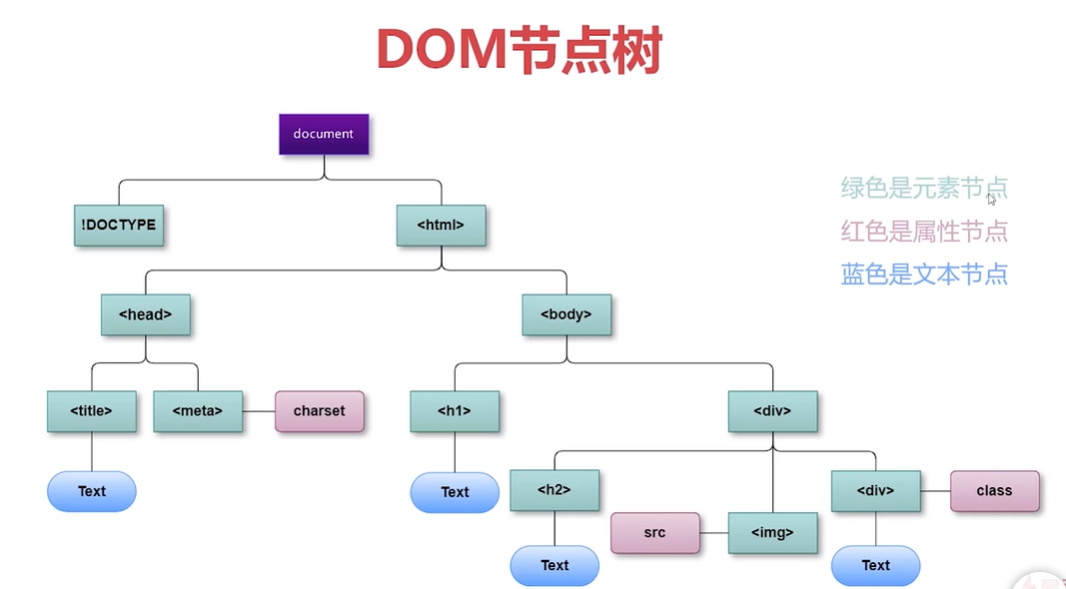 DOM节点树
document
绿色是元素节点
!DOCTYPE
<html>
红色是属性节点
蓝色是文本节点
<head>
<body>
<title>
<meta>
charset
<h1>
<div>
Text
Text
<h2>
<div>
class
src
<img>
Text
Text